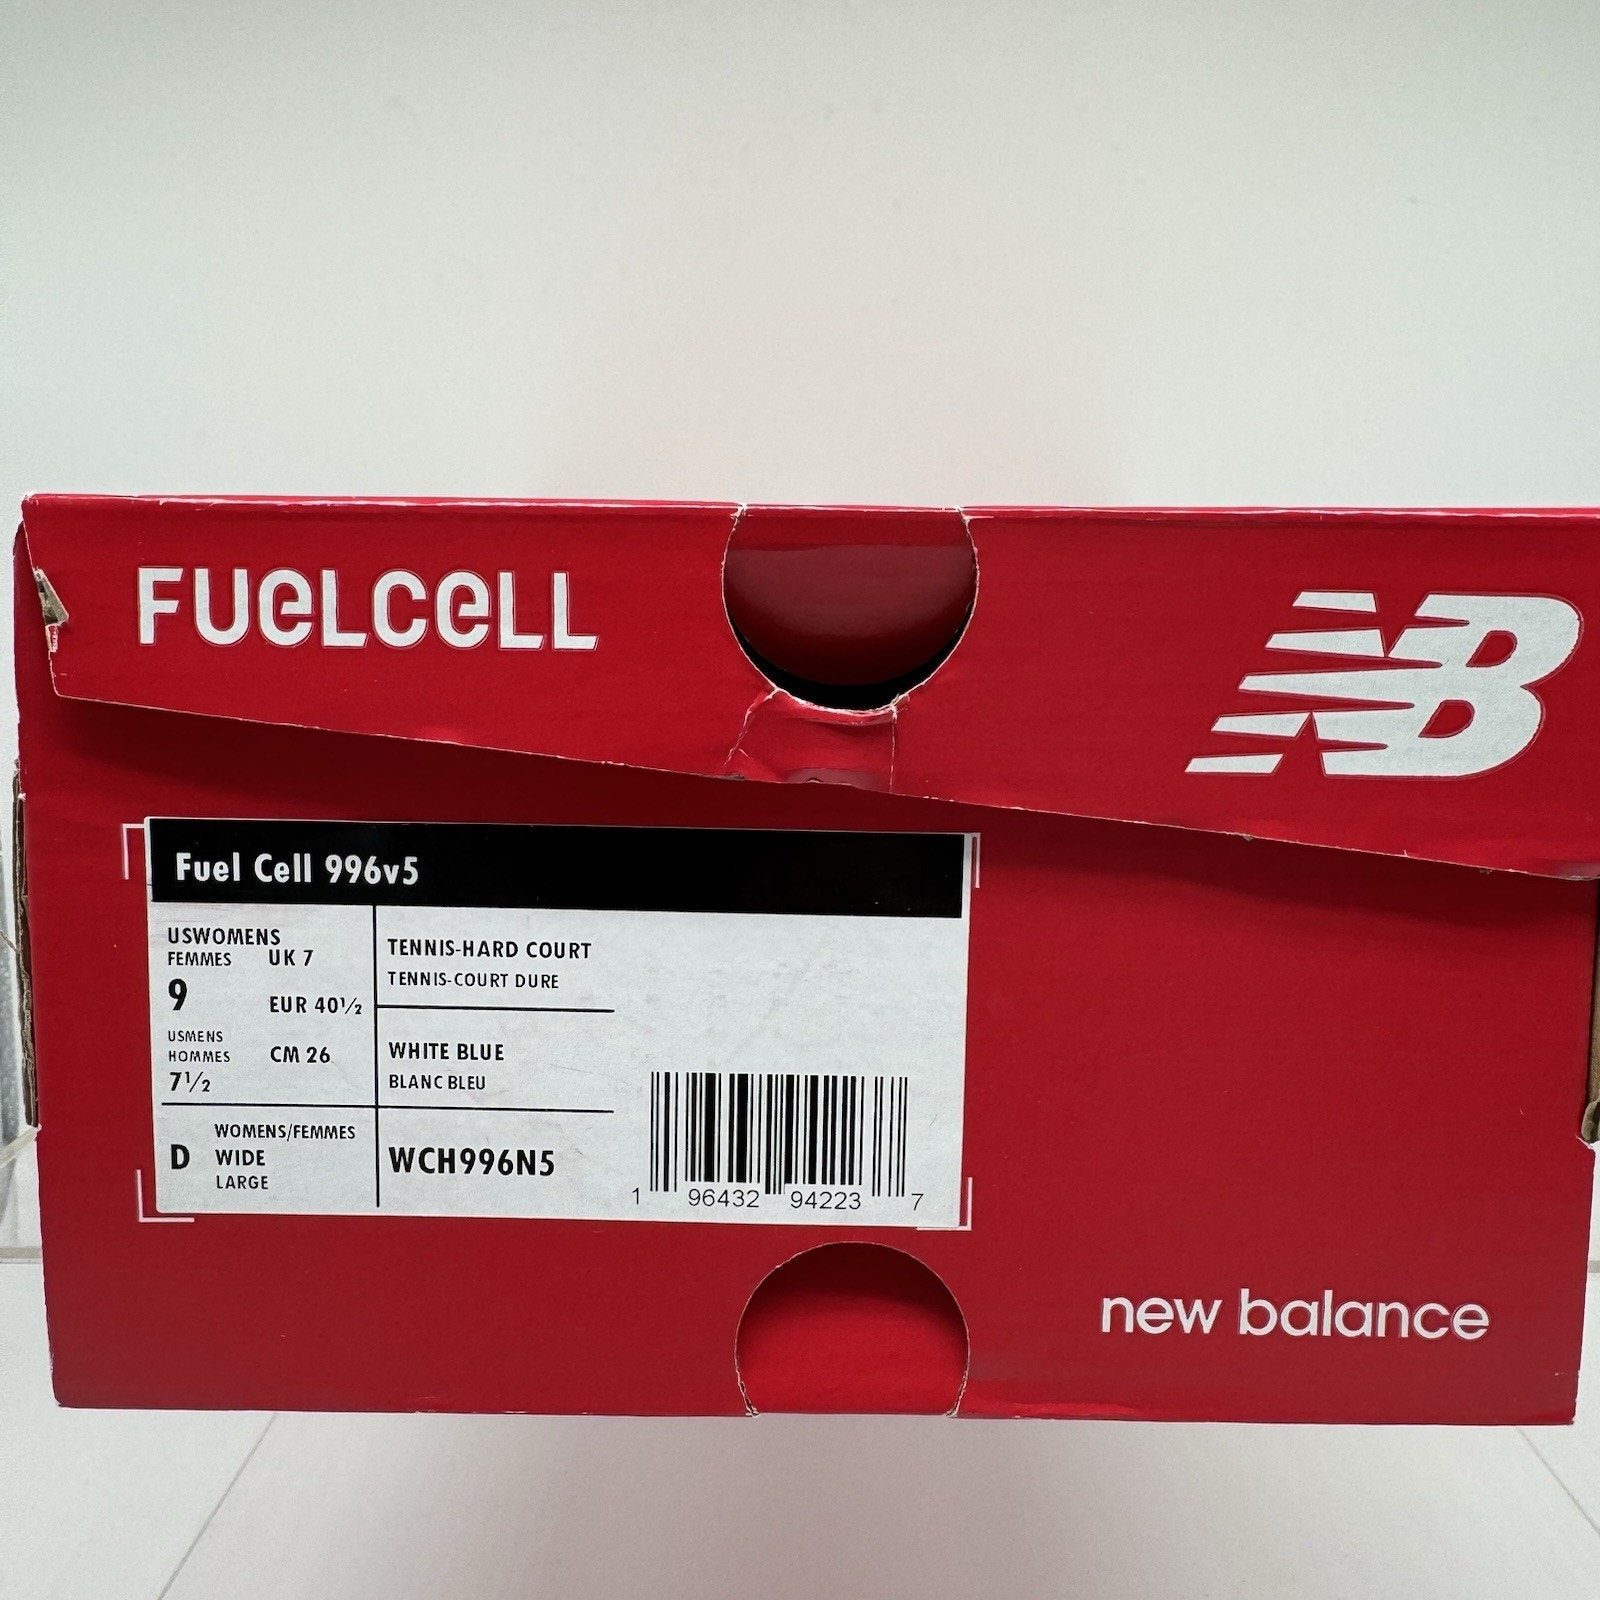 FUELCELL
NB
Fuel Cell 996v5
USWOMENS
FEMMES UK 7
9 EUR 40½
USMENS
HOMMES CM 26
7½
TENNIS-HARD COURT
TENNIS-COURT DURE
WHITE BLUE
BLANC BLEU
D WOMENS/FEMMES
WIDE
LARGE
WCH996N5
1 96432 94223 7
new balance